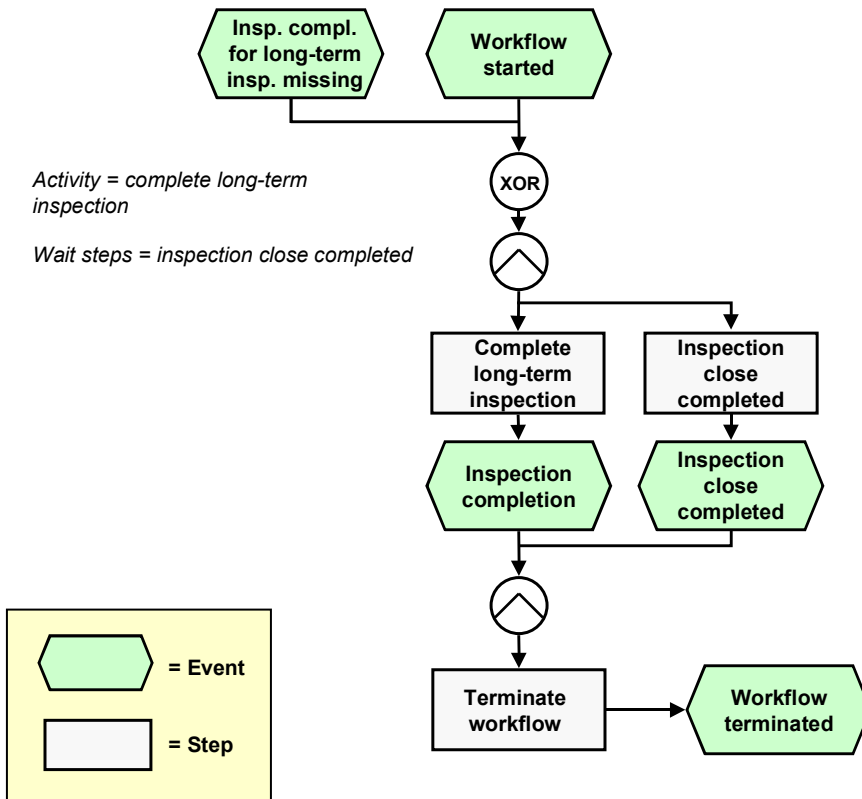 Insp. compl.
for long-term
insp. missing
Workflow
started
Activity = complete long-term
inspection
XOR
Wait steps = inspection close completed
Complete
long-term
inspection
Inspection
close
completed
Inspection
completion
Inspection
close
completed
= Event
= Step
Terminate
workflow
Workflow
terminated